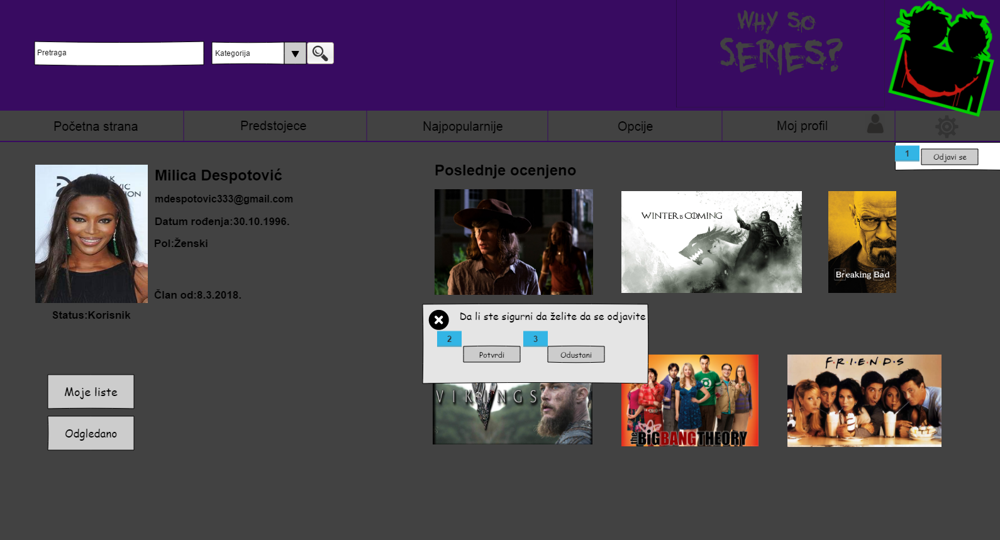 WHY SO
SERIES?
Pretraga
Kategorija
Početna strana
Predstojece
Najpopularnije
Opcije
Moj profil
1
Odjavi se
Milica Despotović
mdespotovic333@gmail.com
Datum rođenja:30.10.1996.
Pol:Ženski
Član od:8.3.2018.
Status:Korisnik
Moje liste
Odgledano
Poslednje ocenjeno
WINTER IS COMING
Breaking Bad
Da li ste sigurni da želite da se odjavite
2
3
Potvrdi
Odustani
VIKINGS
the BIG BANG THEORY
F·R·I·E·N·D·S